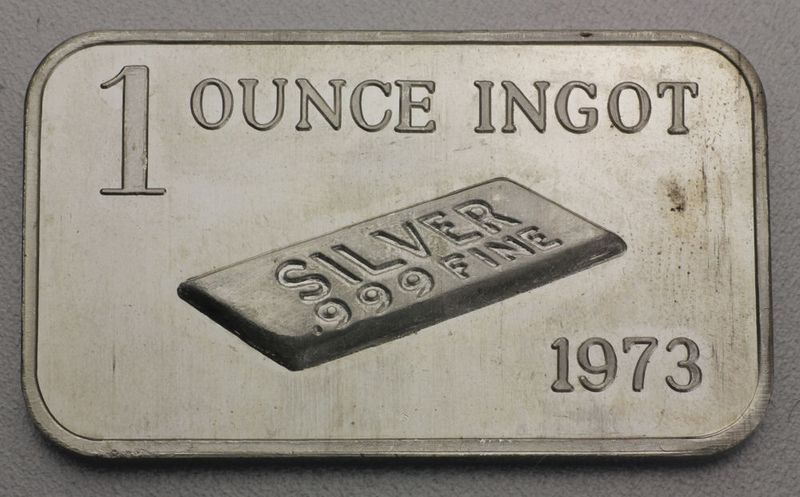 1 OUNCE INGOT
SILVER
.999 FINE
1973